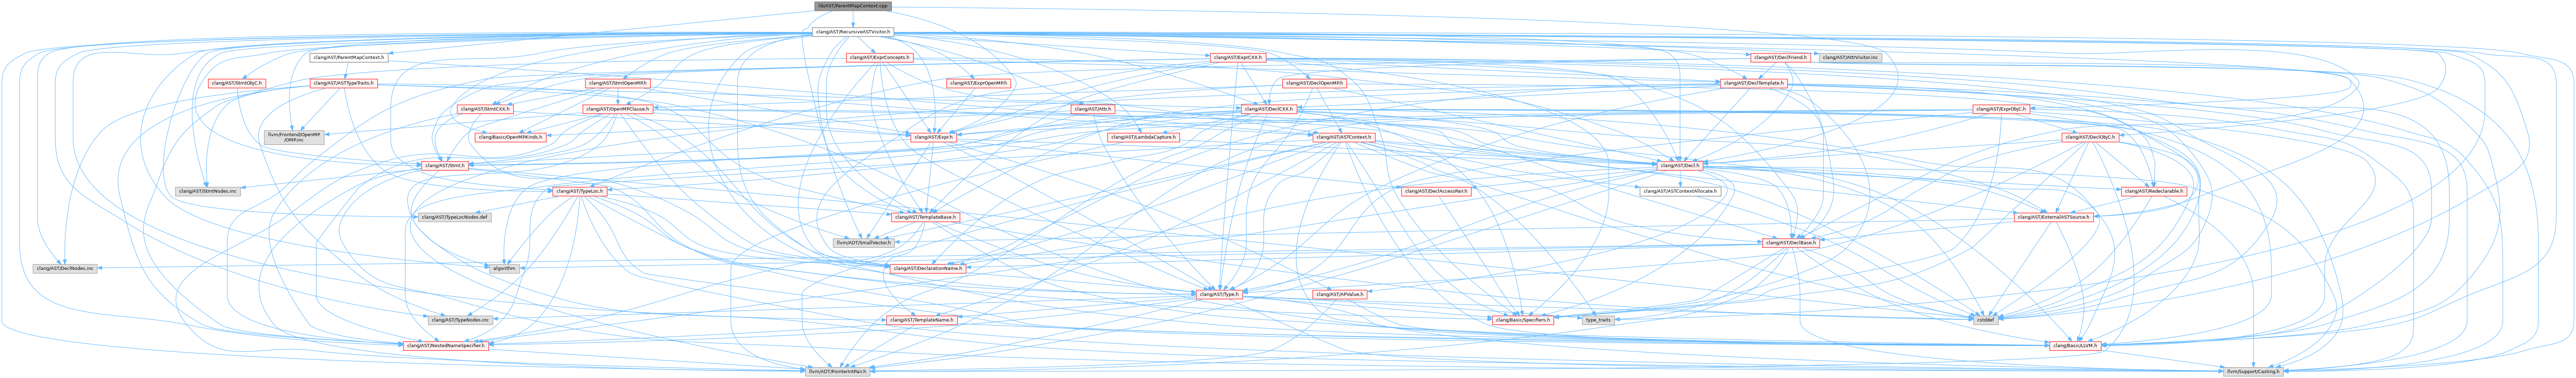 lib/AST/ParentMapContext.cpp
clang/AST/RecursiveASTVisitor.h
clang/AST/ParentMapContext.h
clang/AST/ExprConcepts.h
clang/AST/ExprCXX.h
clang/AST/DeclFriend.h
clang/AST/AttrVisitor.inc
clang/AST/StmtObjC.h
clang/AST/ASTTypeTraits.h
clang/AST/StmtOpenMP.h
clang/AST/ExprOpenMP.h
clang/AST/DeclOpenMP.h
clang/AST/DeclTemplate.h
clang/AST/StmtCXX.h
clang/AST/OpenMPClause.h
clang/AST/Attr.h
clang/AST/DeclCXX.h
clang/AST/ExprObjC.h
llvm/Frontend/OpenMP
/OMP.inc
clang/Basic/OpenMPKinds.h
clang/AST/Expr.h
clang/AST/LambdaCapture.h
clang/AST/ASTContext.h
clang/AST/DeclObjC.h
clang/AST/Stmt.h
clang/AST/Decl.h
clang/AST/StmtNodes.inc
clang/AST/TypeLoc.h
clang/AST/DeclAccessPair.h
clang/AST/ASTContextAllocate.h
clang/AST/Redeclarable.h
clang/AST/TypeLocNodes.def
clang/AST/TemplateBase.h
clang/AST/ExternalASTSource.h
llvm/ADT/SmallVector.h
clang/AST/DeclBase.h
clang/AST/DeclNodes.inc
algorithm
clang/AST/DeclarationName.h
clang/AST/Type.h
clang/AST/APValue.h
clang/AST/TypeNodes.inc
clang/AST/TemplateName.h
clang/Basic/Specifiers.h
type_traits
cstddef
clang/AST/NestedNameSpecifier.h
clang/Basic/LLVM.h
llvm/ADT/PointerIntPair.h
llvm/Support/Casting.h